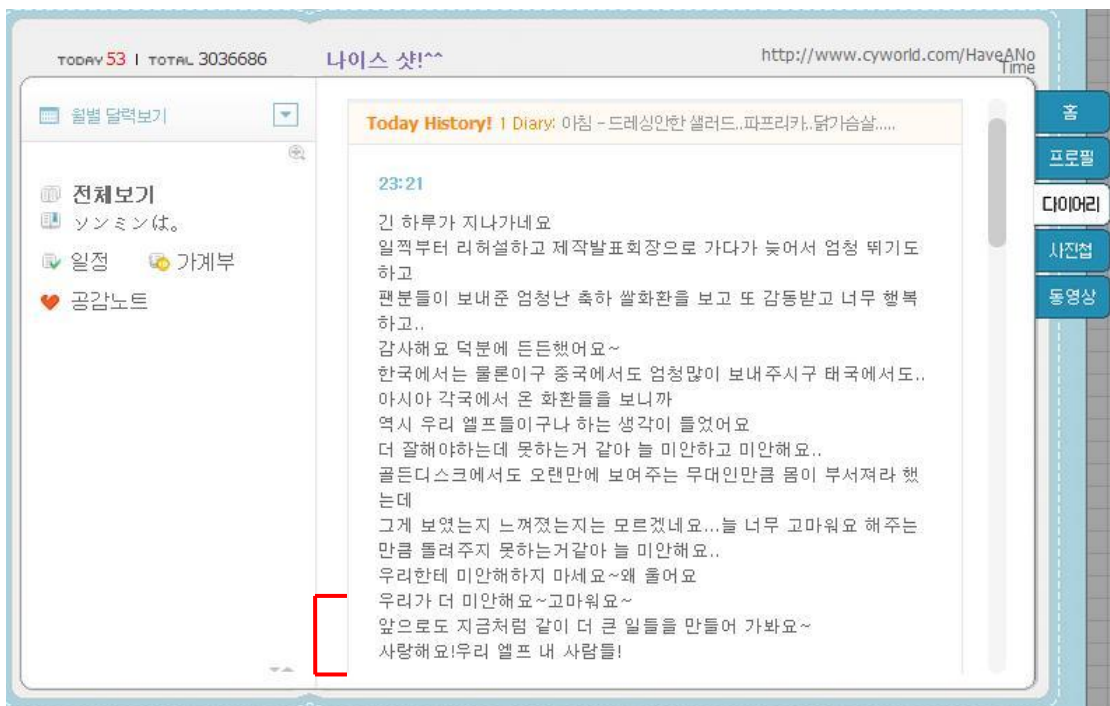 TODAY 53 | TOTAL 3036686
나이스 샷!^^
http://www.cyworld.com/HaveANo
Time
월별 달력보기
전체보기
ソンミンは。
일정 가계부
공감노트
Today History! 1 Diary: 아침 - 드레싱안한 샐러드..파프리카..닭가슴살.....
23:21
긴 하루가 지나가네요
일찍부터 리허설하고 제작발표회장으로 가다가 늦어서 엄청 뛰기도
하고
팬분들이 보내준 엄청난 축하 쌀화환을 보고 또 감동받고 너무 행복
하고..
감사해요 덕분에 든든했어요~
한국에서는 물론이구 중국에서도 엄청많이 보내주시구 태국에서도..
아시아 각국에서 온 화환들을 보니까
역시 우리 엘프들이구나 하는 생각이 들었어요
더 잘해야하는데 못하는거 같아 늘 미안하고 미안해요..
골든디스크에서도 오랜만에 보여주는 무대인만큼 몸이 부서져라 했
는데
그게 보였는지 느껴졌는지는 모르겠네요...늘 너무 고마워요 해주는
만큼 돌려주지 못하는거같아 늘 미안해요..
우리한테 미안해하지 마세요~왜 울어요
우리가 더 미안해요~고마워요~
앞으로도 지금처럼 같이 더 큰 일들을 만들어 가봐요~
사랑해요!우리 엘프 내 사람들!
홈
프로필
다이어리
사진첩
동영상